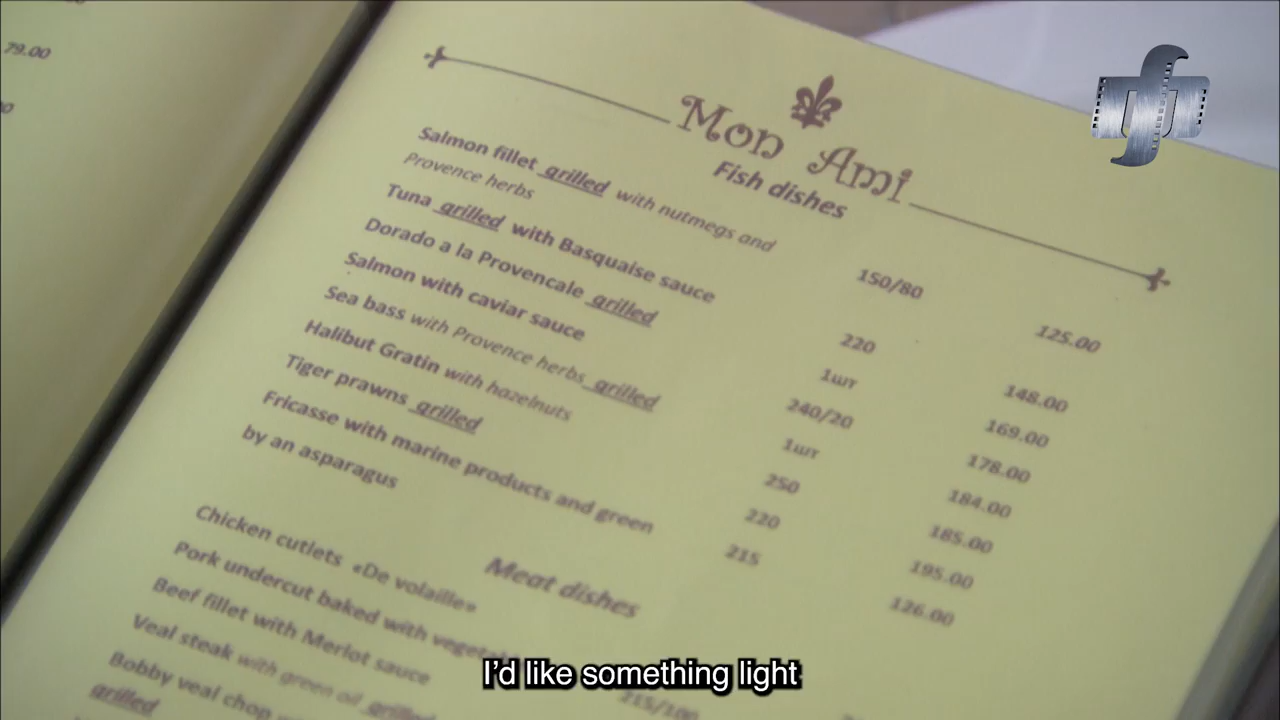 79.00
Mon Ami
Fish dishes
Salmon fillet grilled with nutmegs and
Provence herbs 150/80 125.00
Tuna grilled with Basquaise sauce 220 148.00
Dorado a la Provencale grilled 1шт 169.00
Salmon with caviar sauce 240/20 178.00
Sea bass with Provence herbs grilled 1шт 184.00
Halibut Gratin with hazelnuts 250 185.00
Tiger prawns grilled 220 195.00
Fricasse with marine products and green 215 126.00
by an asparagus
Meat dishes
Chicken cutlets «De volaille»
Pork undercut baked with
Beef fillet with Merlot sauce
Veal steak with green oil grilled
Bobby veal chop
grilled
215/100
I'd like something light